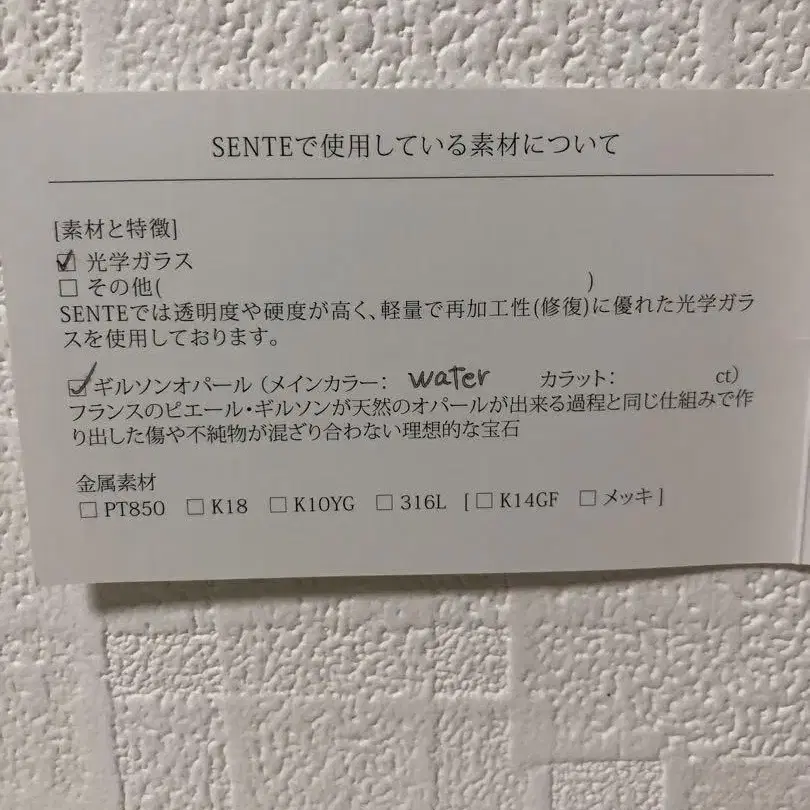 SENTEで使用している素材について
[素材と特徴]
☑ 光学ガラス
□ その他( )
SENTEでは透明度や硬度が高く、軽量で再加工性(修復)に優れた光学ガラ
スを使用しております。
☑ ギルソンオパール (メインカラー: water カラット: ct)
フランスのピエール・ギルソンが天然のオパールが出来る過程と同じ仕組みで作
り出した傷や不純物が混ざり合わない理想的な宝石
金属素材
□ PT850 □ K18 □ K10YG □ 316L [ □ K14GF □ メッキ ]